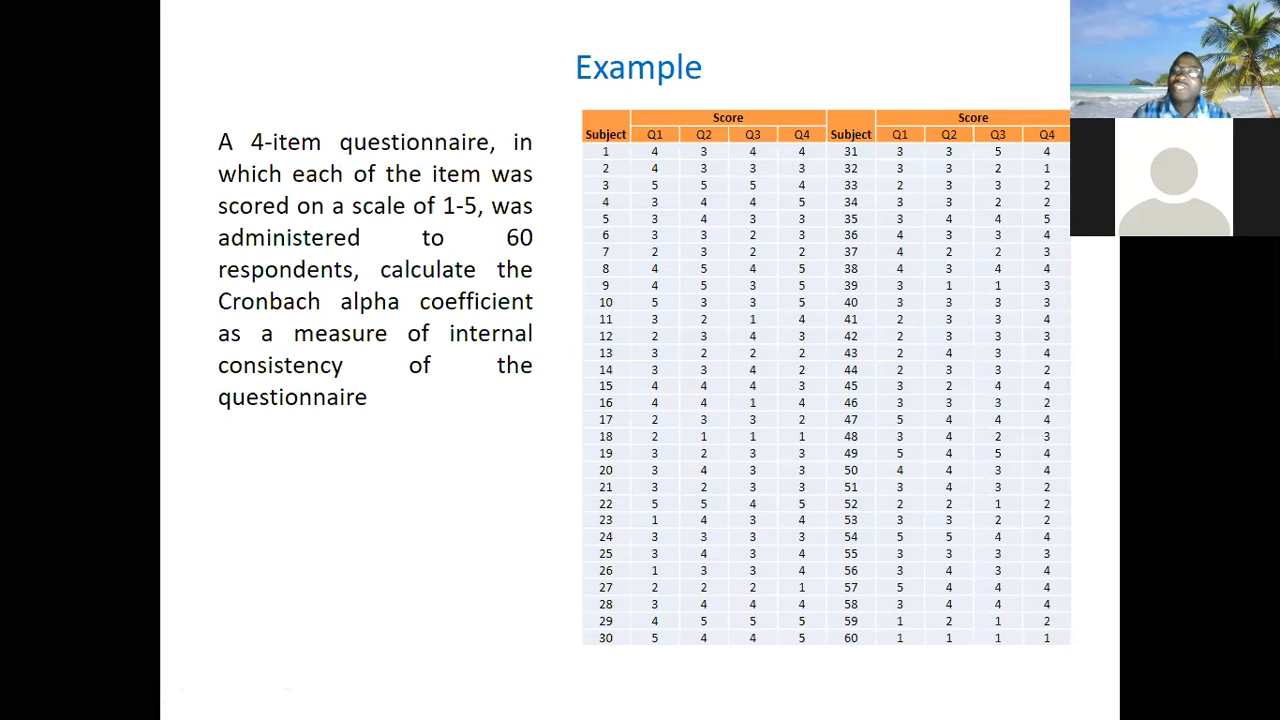 Example
A 4-item questionnaire, in
which each of the item was
scored on a scale of 1-5, was
administered to 60
respondents, calculate the
Cronbach alpha coefficient
as a measure of internal
consistency of the
questionnaire
Score Score
Subject Q1 Q2 Q3 Q4 Subject Q1 Q2 Q3 Q4
1 4 3 4 4 31 3 3 5 4
2 4 3 3 3 32 3 3 2 1
3 5 5 5 4 33 2 3 3 2
4 3 4 4 5 34 3 3 2 2
5 3 4 3 3 35 3 4 4 5
6 3 3 2 3 36 4 3 3 4
7 2 3 2 2 37 4 2 2 3
8 4 5 4 5 38 4 3 4 4
9 4 5 3 5 39 3 1 1 3
10 5 3 3 5 40 3 3 3 3
11 3 2 1 4 41 2 3 3 4
12 2 3 4 3 42 2 3 3 3
13 3 2 2 2 43 2 4 3 4
14 3 3 4 2 44 2 3 3 2
15 4 4 4 3 45 3 2 4 4
16 4 4 1 4 46 3 3 3 2
17 2 3 3 2 47 5 4 4 4
18 2 1 1 1 48 3 4 2 3
19 3 2 3 3 49 5 4 5 4
20 3 4 3 3 50 4 4 3 4
21 3 2 3 3 51 3 4 3 2
22 5 5 4 5 52 2 2 1 2
23 1 4 3 4 53 3 3 2 2
24 3 3 3 3 54 5 5 4 4
25 3 4 3 4 55 3 3 3 3
26 1 3 3 4 56 3 4 3 4
27 2 2 2 1 57 5 4 4 4
28 3 4 4 4 58 3 4 4 4
29 4 5 5 5 59 1 2 1 2
30 5 4 4 5 60 1 1 1 1